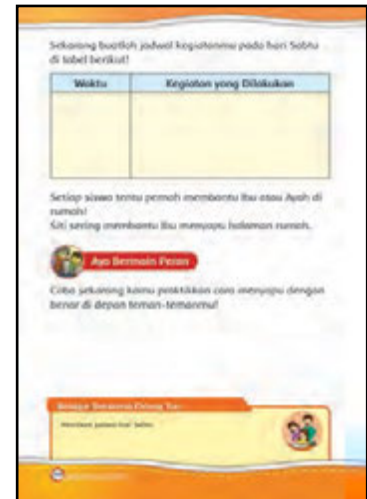 Sekarang buatlah jadwal kegiatanmu pada hari Sabtu
di tabel berikut!
Waktu Kegiatan yang Dilakukan
Setiap siswa tentu pernah membantu Ibu atau Ayah di
rumah!
Siti sering membantu Ibu menyapu halaman rumah.
Ayo Bermain Peran
Coba sekarang kamu praktikkan cara menyapu dengan
benar di depan teman-temanmu!
Membuat jadwal hari Sabtu